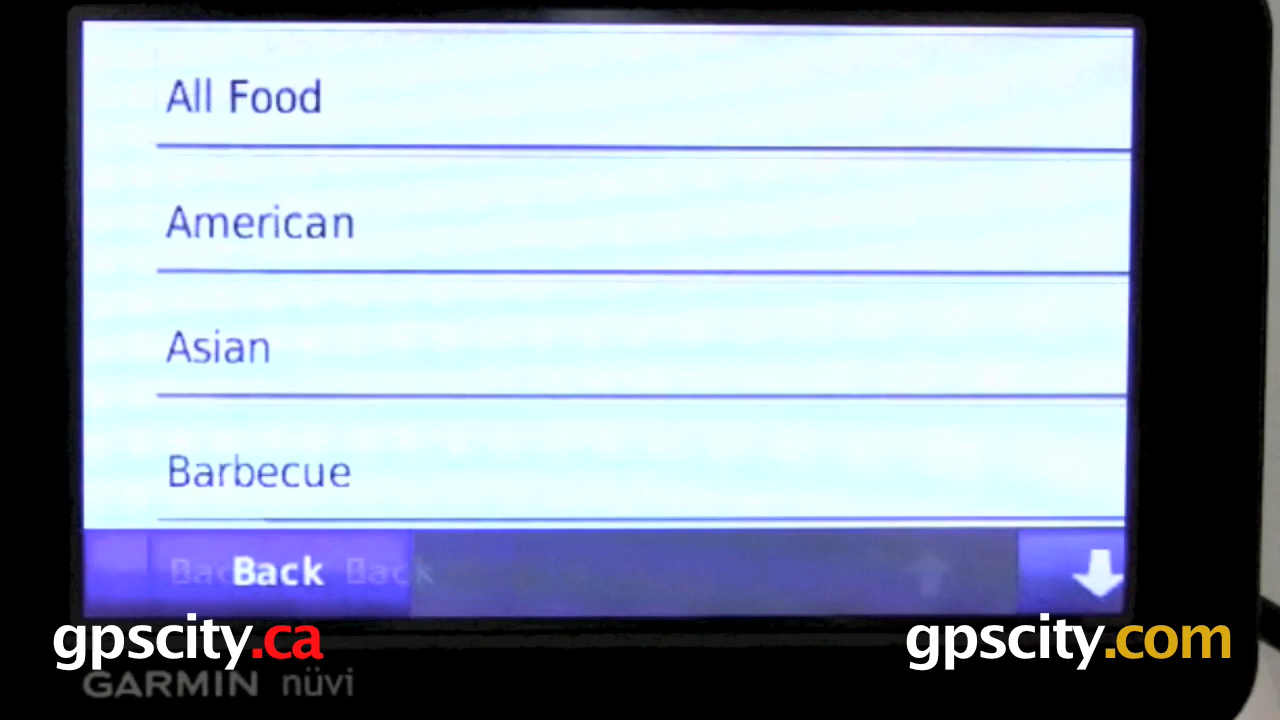 All Food
American
Asian
Barbecue
Back
gpscity.ca
gpscity.com
GARMIN nüvi